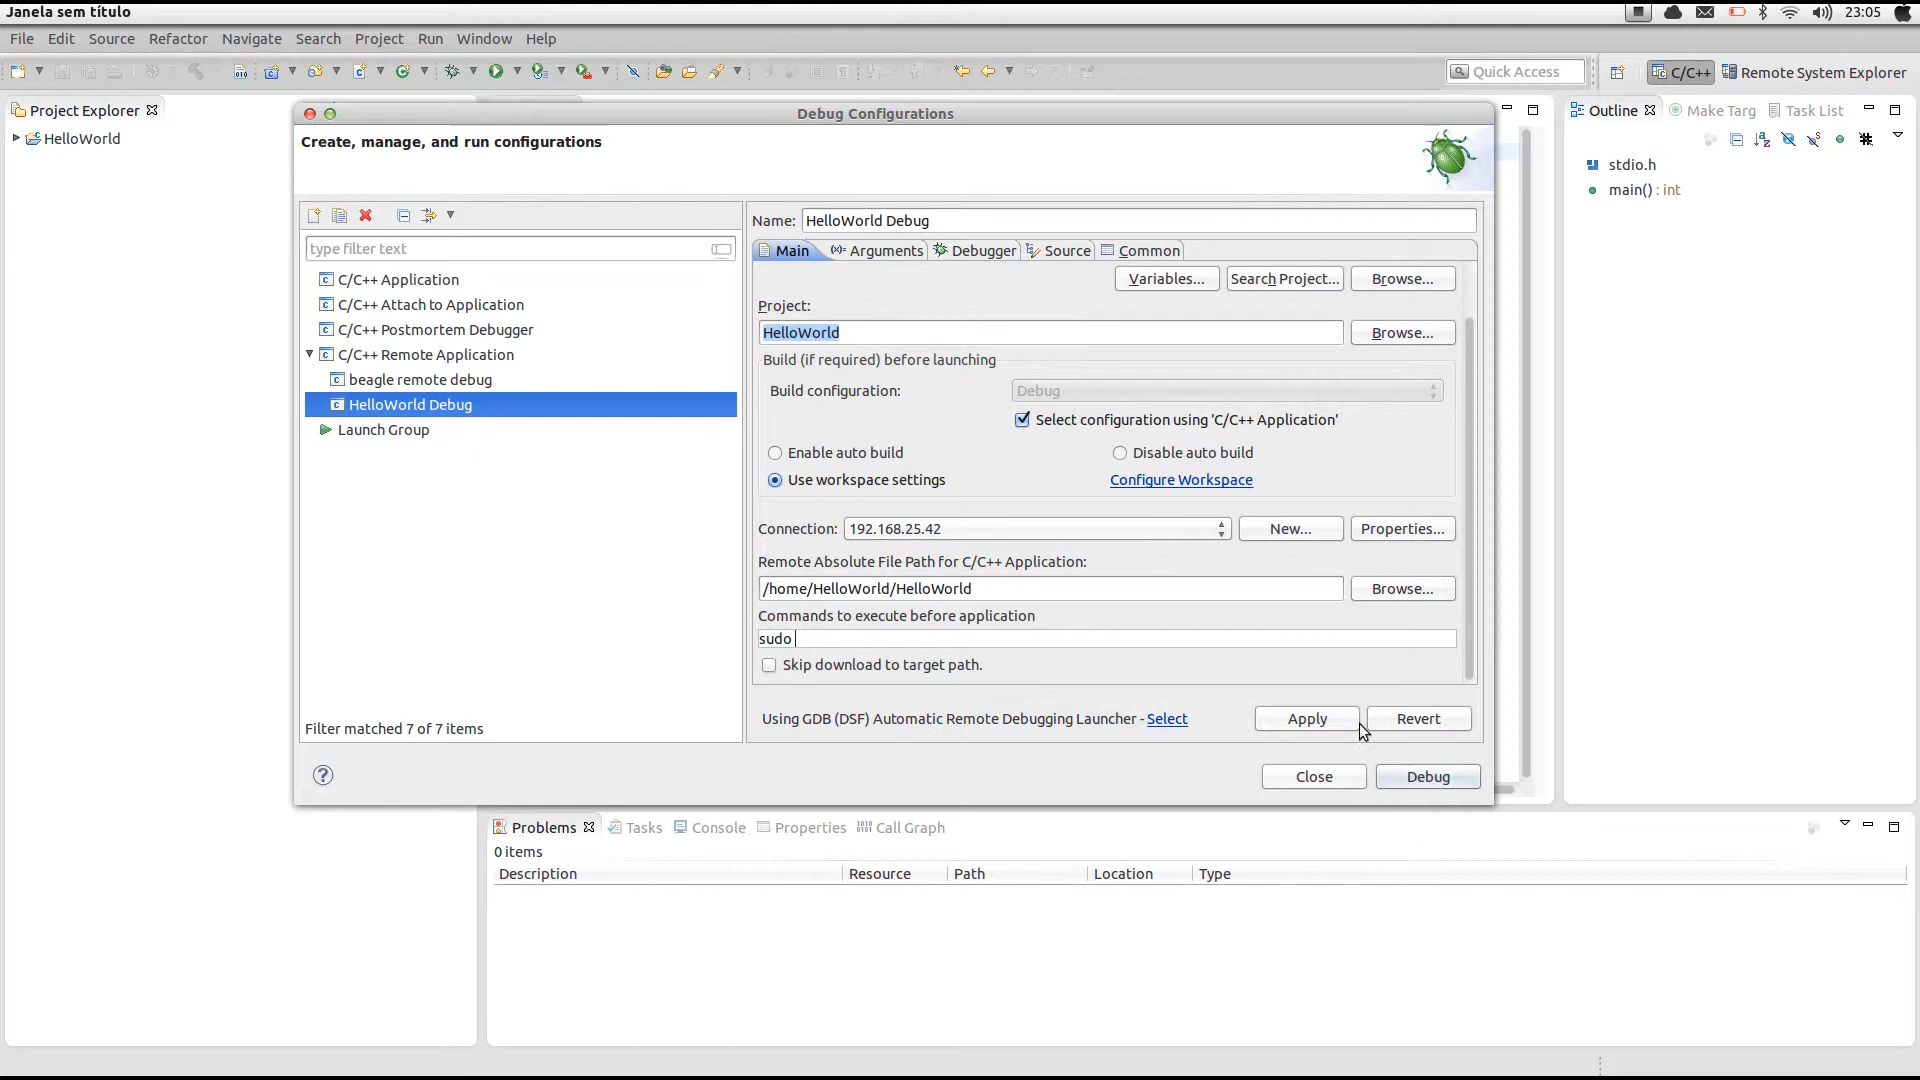 Janela sem título
23:05
File Edit Source Refactor Navigate Search Project Run Window Help
010
Quick Access
C/C++
Remote System Explorer
Project Explorer
HelloWorld
Debug Configurations
Create, manage, and run configurations
type filter text
C/C++ Application
C/C++ Attach to Application
C/C++ Postmortem Debugger
C/C++ Remote Application
beagle remote debug
HelloWorld Debug
Launch Group
Filter matched 7 of 7 items
Name: HelloWorld Debug
Main Arguments Debugger Source Common
Variables... Search Project... Browse...
Project:
HelloWorld Browse...
Build (if required) before launching
Build configuration: Debug
Select configuration using 'C/C++ Application'
Enable auto build Disable auto build
Use workspace settings Configure Workspace
Connection: 192.168.25.42 New... Properties...
Remote Absolute File Path for C/C++ Application:
/home/HelloWorld/HelloWorld Browse...
Commands to execute before application
sudo
Skip download to target path.
Using GDB (DSF) Automatic Remote Debugging Launcher - Select Apply Revert
Close Debug
Outline Make Targ Task List
stdio.h
main() : int
Problems Tasks Console Properties Call Graph
0 items
Description Resource Path Location Type